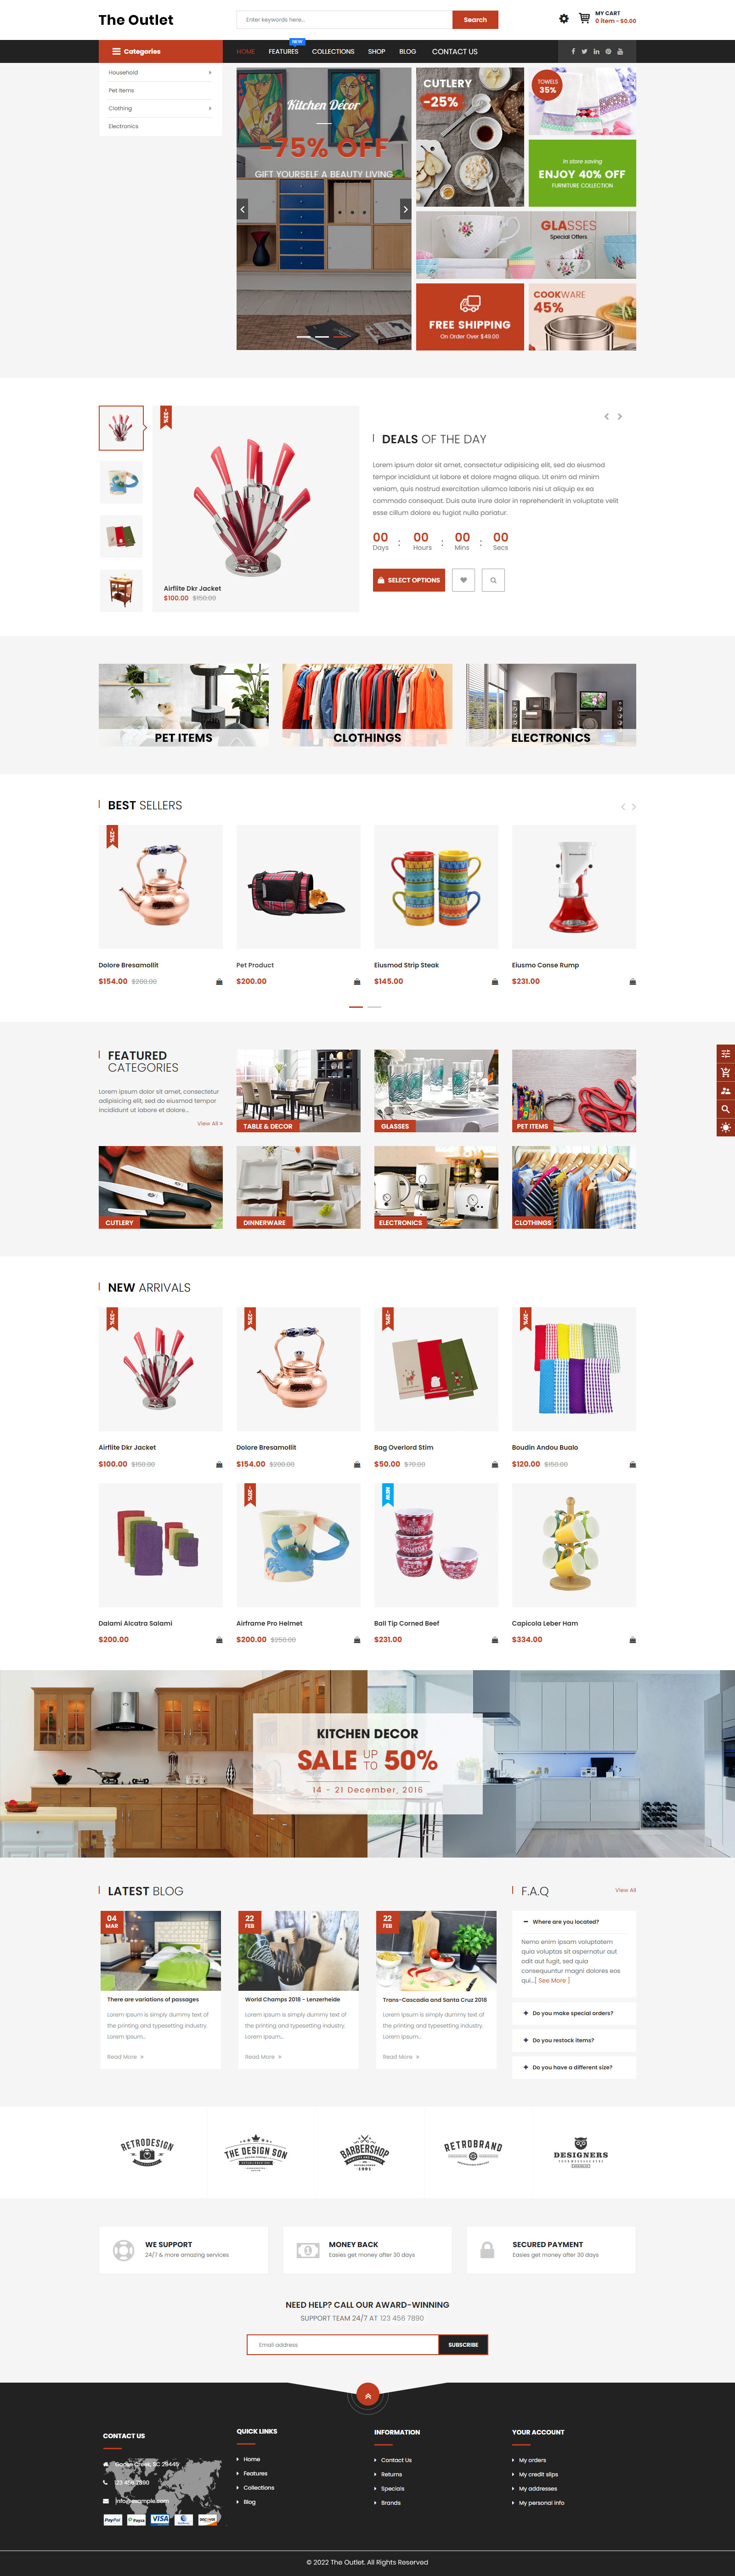 The Outlet
Enter keywords here...
Search
MY CART
0 item - $0.00
Categories
HOME
FEATURES
NEW
COLLECTIONS
SHOP
BLOG
CONTACT US
Household
Pet Items
Clothing
Electronics
Kitchen Décor
-75% OFF
GIFT YOURSELF A BEAUTY LIVING
CUTLERY
-25%
TOWELS
35%
In store saving
ENJOY 40% OFF
FURNITURE COLLECTION
GLASSES
Special Offers
FREE SHIPPING
On Order Over $49.00
COOKWARE
45%
-33%
Airflite Dkr Jacket
$100.00 $150.00
DEALS OF THE DAY
Lorem ipsum dolor sit amet, consectetur adipisicing elit, sed do eiusmod
tempor incididunt ut labore et dolore magna aliqua. Ut enim ad minim
veniam, quis nostrud exercitation ullamco laboris nisi ut aliquip ex ea
commodo consequat. Duis aute irure dolor in reprehenderit in voluptate velit
esse cillum dolore eu fugiat nulla pariatur.
00 : 00 : 00 : 00
Days Hours Mins Secs
SELECT OPTIONS
PET ITEMS
CLOTHINGS
ELECTRONICS
BEST SELLERS
-23%
Dolore Bresamollit
$154.00 $200.00
Pet Product
$200.00
Eiusmod Strip Steak
$145.00
Eiusmo Conse Rump
$231.00
FEATURED
CATEGORIES
Lorem ipsum dolor sit amet, consectetur
adipisicing elit, sed do eiusmod tempor
incididunt ut labore et dolore...
View All »
TABLE & DECOR
GLASSES
PET ITEMS
CUTLERY
DINNERWARE
ELECTRONICS
CLOTHINGS
NEW ARRIVALS
-33%
Airflite Dkr Jacket
$100.00 $150.00
-23%
Dolore Bresamollit
$154.00 $200.00
-29%
Bag Overlord Stim
$50.00 $70.00
-20%
Boudin Andou Bualo
$120.00 $150.00
Dalami Alcatra Salami
$200.00
-20%
Airframe Pro Helmet
$200.00 $250.00
NEW
Ball Tip Corned Beef
$231.00
Capicola Leber Ham
$334.00
KITCHEN DECOR
SALE UP TO 50%
14 - 21 December, 2016
LATEST BLOG
04
MAR
There are variations of passages
Lorem Ipsum is simply dummy text of
the printing and typesetting industry.
Lorem Ipsum...
Read More »
22
FEB
World Champs 2018 - Lenzerheide
Lorem Ipsum is simply dummy text of
the printing and typesetting industry.
Lorem Ipsum...
Read More »
22
FEB
Trans-Cascadia and Santa Cruz 2018
Lorem Ipsum is simply dummy text of
the printing and typesetting industry.
Lorem Ipsum...
Read More »
F.A.Q
View All
Where are you located?
Nemo enim ipsam voluptatem
quia voluptas sit aspernatur aut
odit aut fugit, sed quia
consequuntur magni dolores eos
qui...[ See More ]
Do you make special orders?
Do you restock items?
Do you have a different size?
RETRODESIGN
THE DESIGN SON
BARBERSHOP
1991
RETROBRAND
DESIGNERS
WE SUPPORT
24/7 & more amazing services
MONEY BACK
Easies get money after 30 days
SECURED PAYMENT
Easies get money after 30 days
NEED HELP? CALL OUR AWARD-WINNING
SUPPORT TEAM 24/7 AT 123 456 7890
Email address
SUBSCRIBE
CONTACT US
Goose Creek, SC 29445
123 456 7890
info@example.com
PayPal
Payza
VISA
DISCOVER
QUICK LINKS
Home
Features
Collections
Blog
INFORMATION
Contact Us
Returns
Specials
Brands
YOUR ACCOUNT
My orders
My credit slips
My addresses
My personal info
© 2022 The Outlet. All Rights Reserved